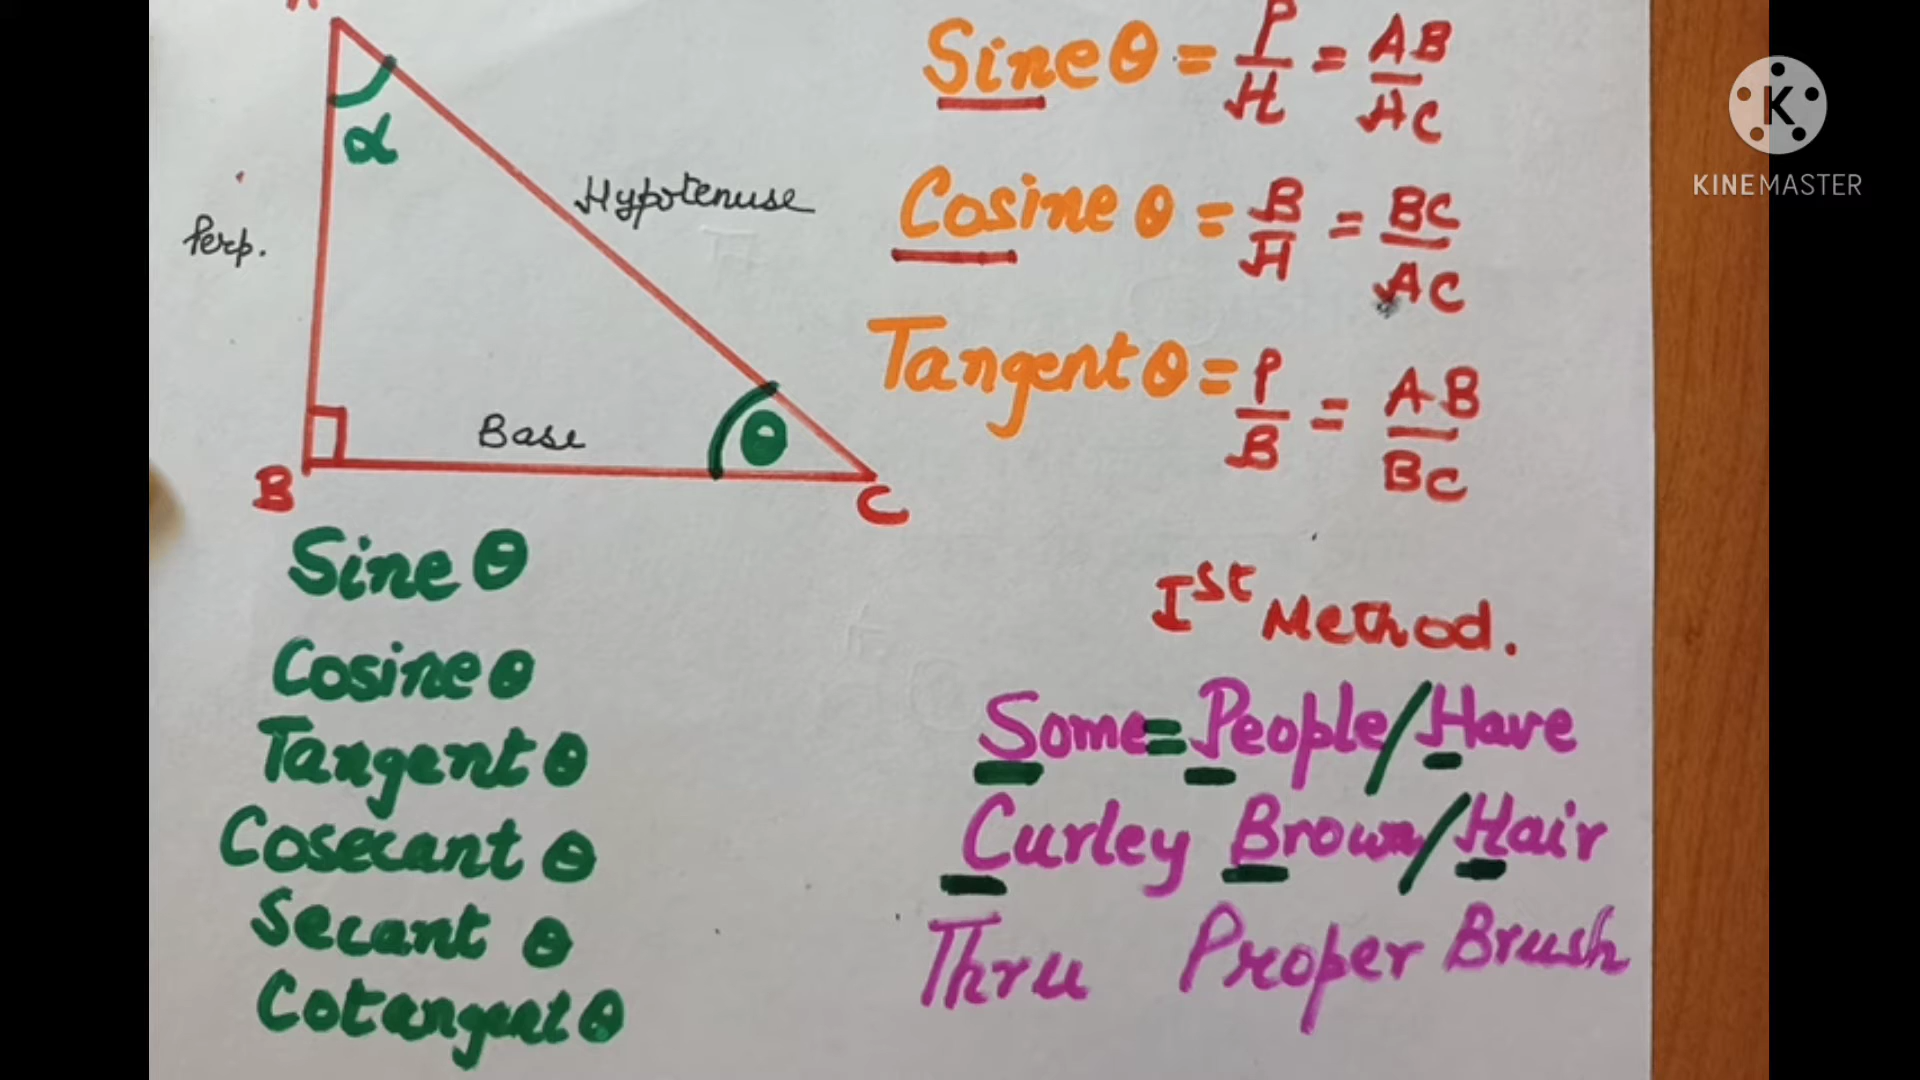 A
α
Perp.
Hypotenuse
Base
θ
B
C
Sine θ = P/H = AB/AC
Cosine θ = B/H = BC/AC
Tangent θ = P/B = AB/BC
Sine θ
Cosine θ
Tangent θ
Cosecant θ
Secant θ
Cotangent θ
Ist Method.
Some = People / Have
Curley Brown / Hair
Thru Proper Brush
K
KINEMASTER